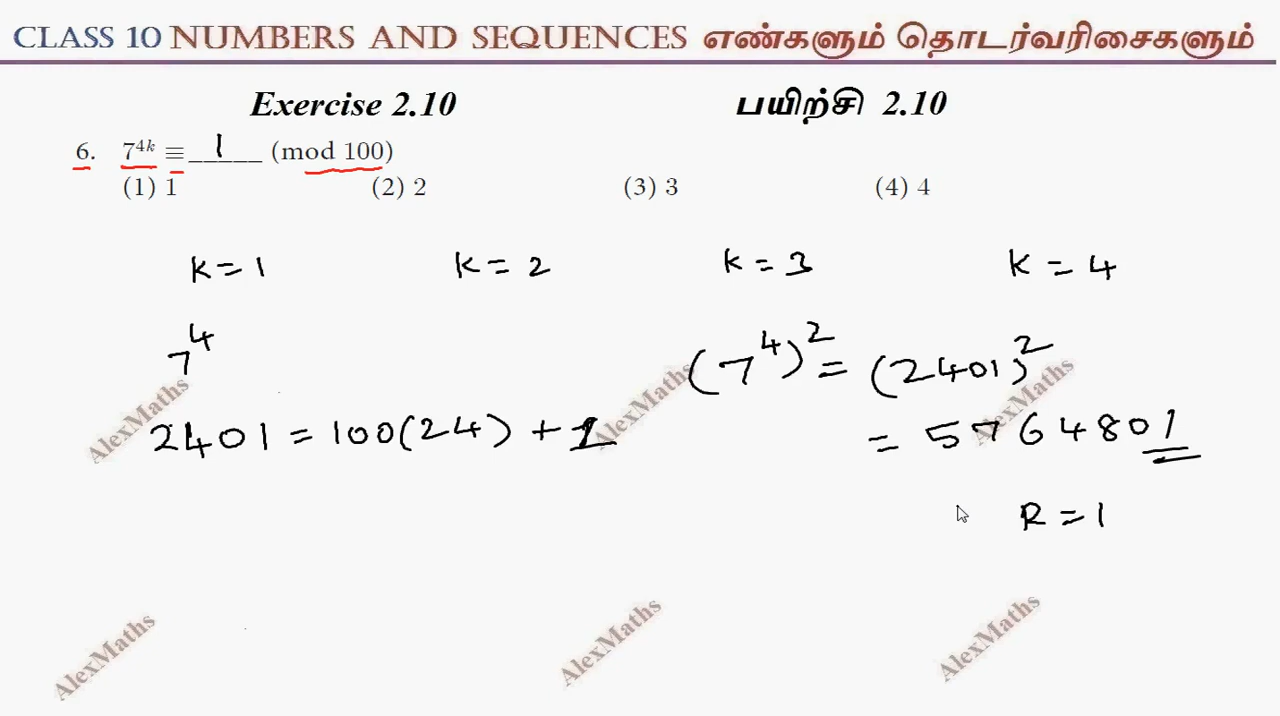 CLASS 10 NUMBERS AND SEQUENCES எண்களும் தொடர்வரிசைகளும்
Exercise 2.10 பயிற்சி 2.10
6. 7^{4k} ≡ __1__ (mod 100)
(1) 1 (2) 2 (3) 3 (4) 4
K = 1 K = 2 K = 3 K = 4
7^4 (7^4)^2 = (2401)^2
2401 = 100(24) + 1 = 5764801
R = 1
AlexMaths AlexMaths AlexMaths
AlexMaths AlexMaths AlexMaths